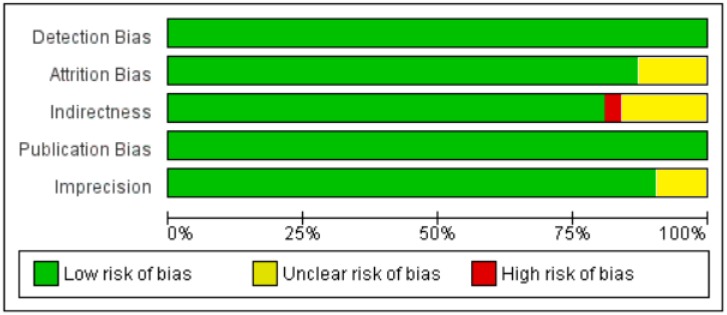 Detection Bias
Attrition Bias
Indirectness
Publication Bias
Imprecision
0% 25% 50% 75% 100%
Low risk of bias Unclear risk of bias High risk of bias